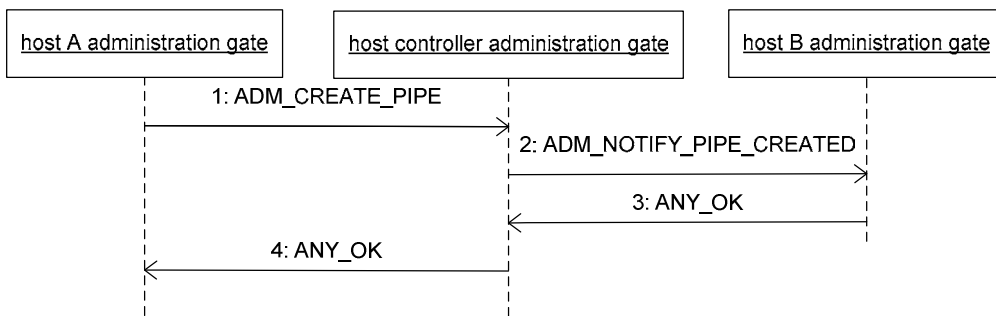 host A administration gate
host controller administration gate
host B administration gate
1: ADM_CREATE_PIPE
2: ADM_NOTIFY_PIPE_CREATED
3: ANY_OK
4: ANY_OK